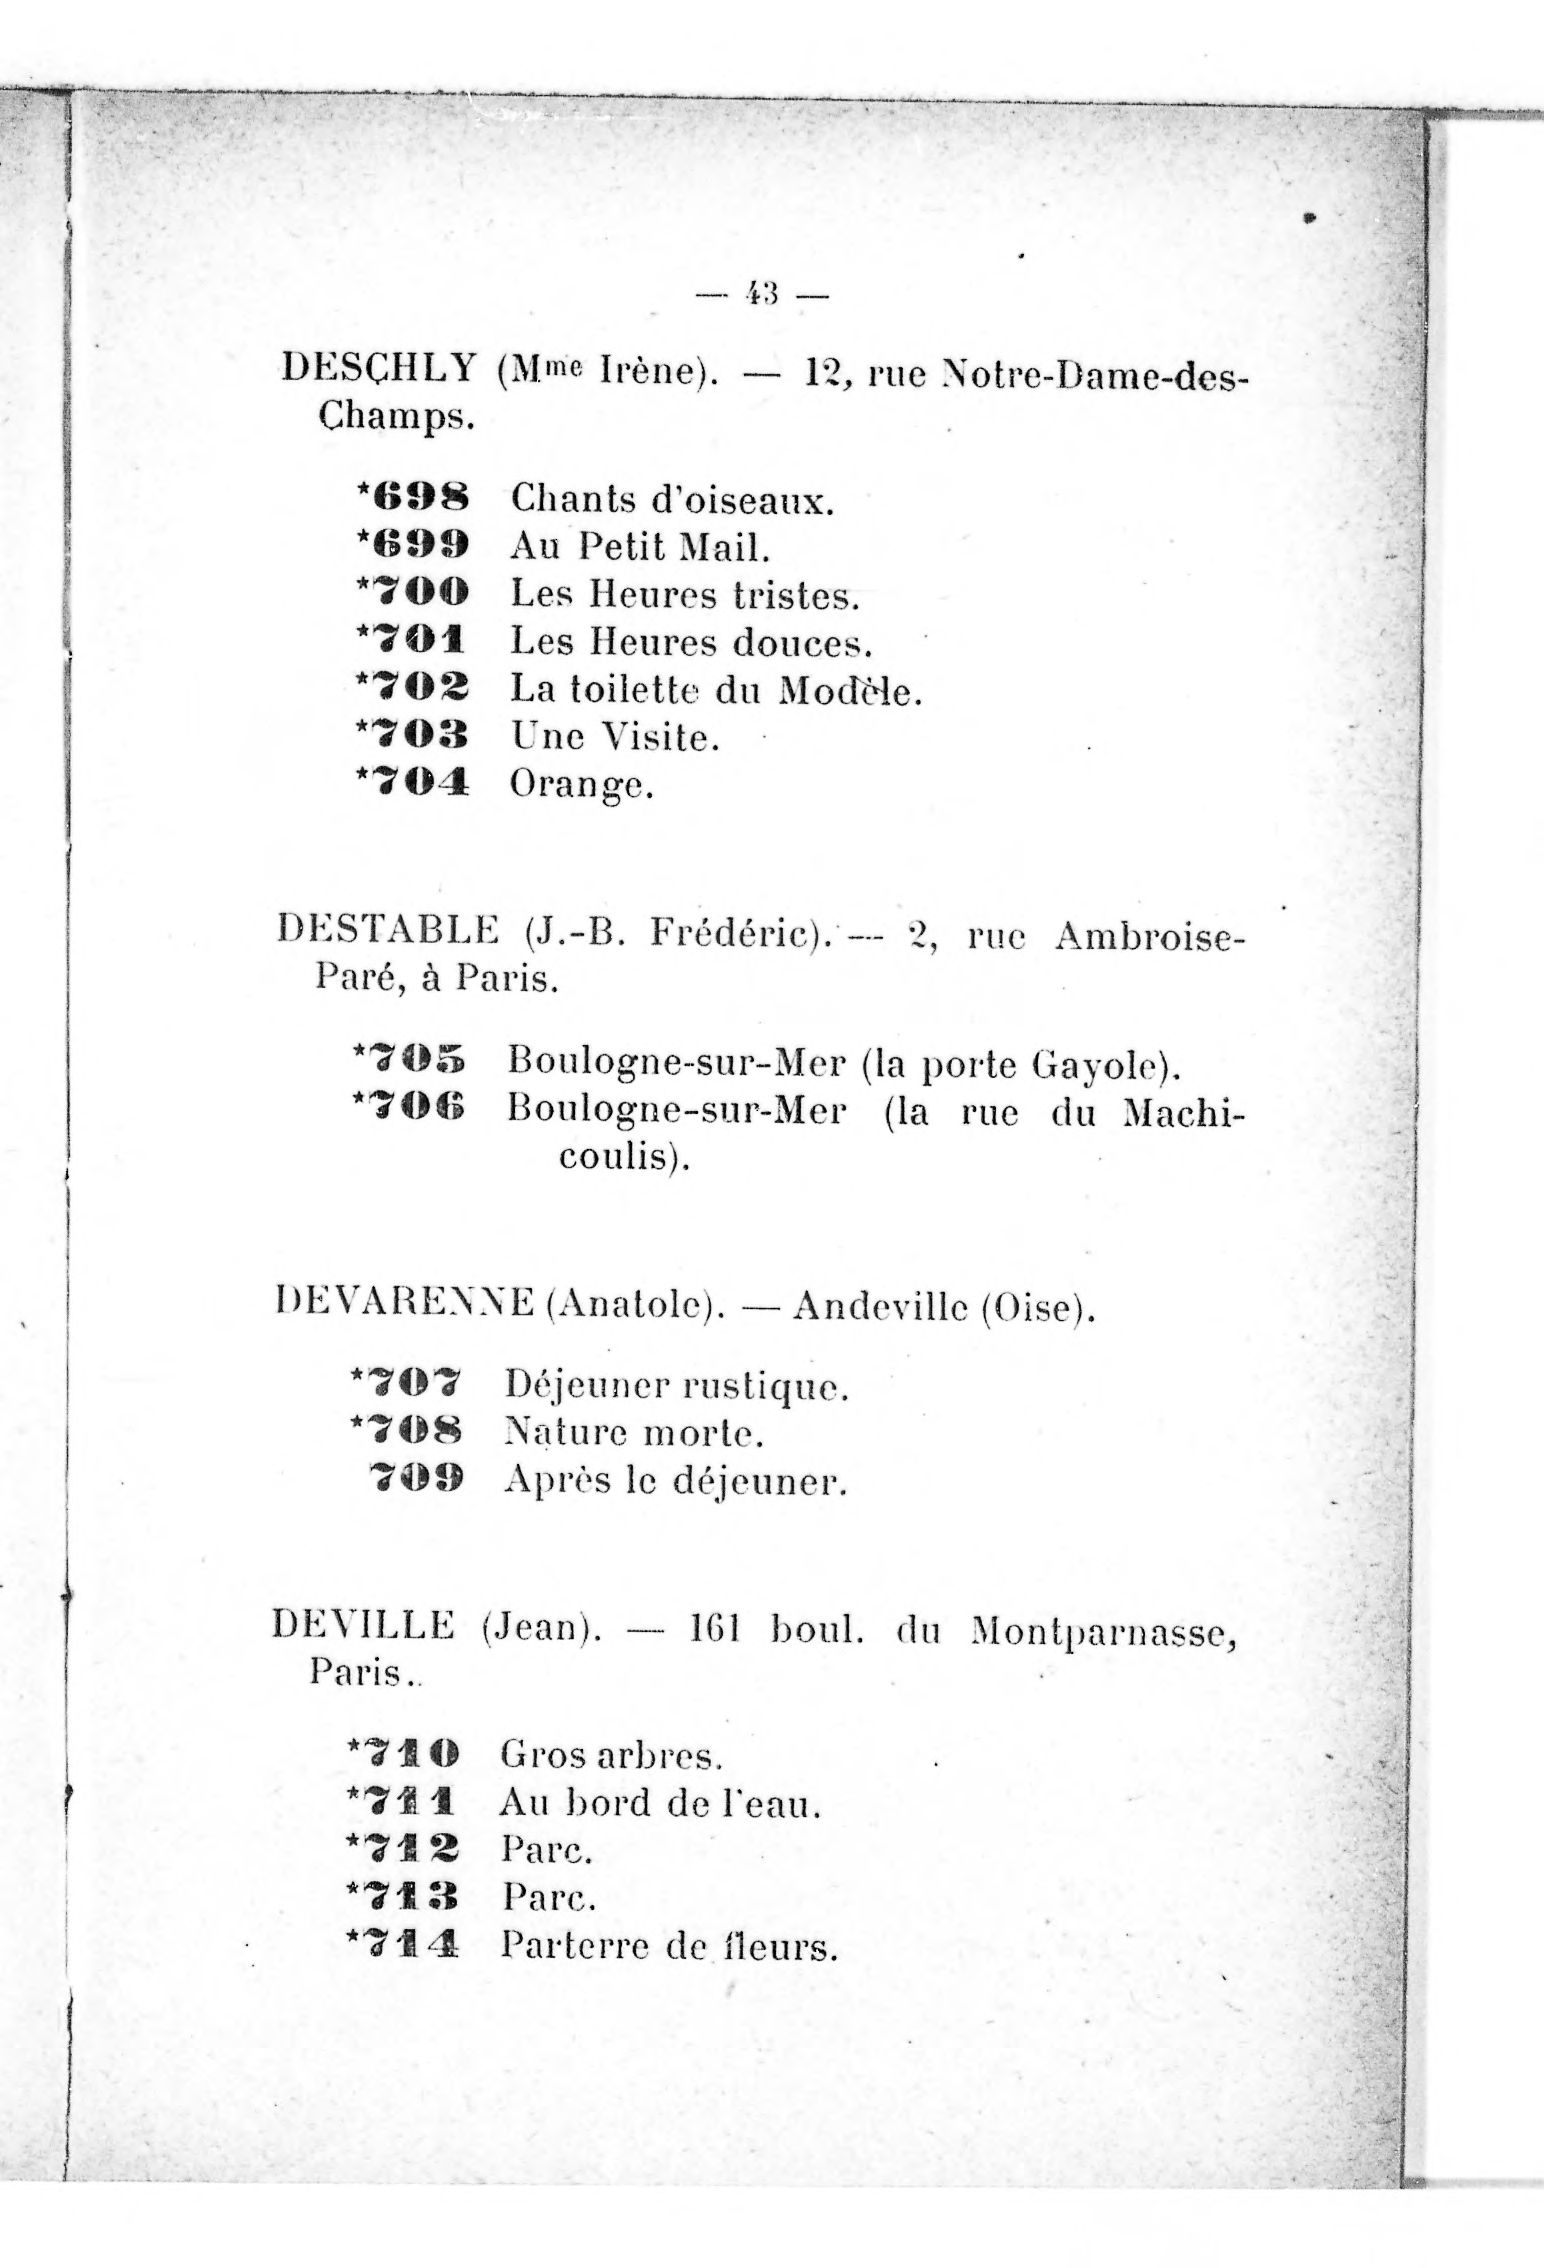 — 43 —
DESCHLY (Mme Irène). — 12, rue Notre-Dame-des-
Champs.
*698 Chants d'oiseaux.
*699 Au Petit Mail.
*700 Les Heures tristes.
*701 Les Heures douces.
*702 La toilette du Modèle.
*703 Une Visite.
*704 Orange.
DESTABLE (J.-B. Frédéric). — 2, rue Ambroise-
Paré, à Paris.
*705 Boulogne-sur-Mer (la porte Gayole).
*706 Boulogne-sur-Mer (la rue du Machi-
coulis).
DEVARENNE (Anatole). — Andeville (Oise).
*707 Déjeuner rustique.
*708 Nature morte.
709 Après le déjeuner.
DEVILLE (Jean). — 161 boul. du Montparnasse,
Paris..
*710 Gros arbres.
*711 Au bord de l'eau.
*712 Parc.
*713 Parc.
*714 Parterre de fleurs.